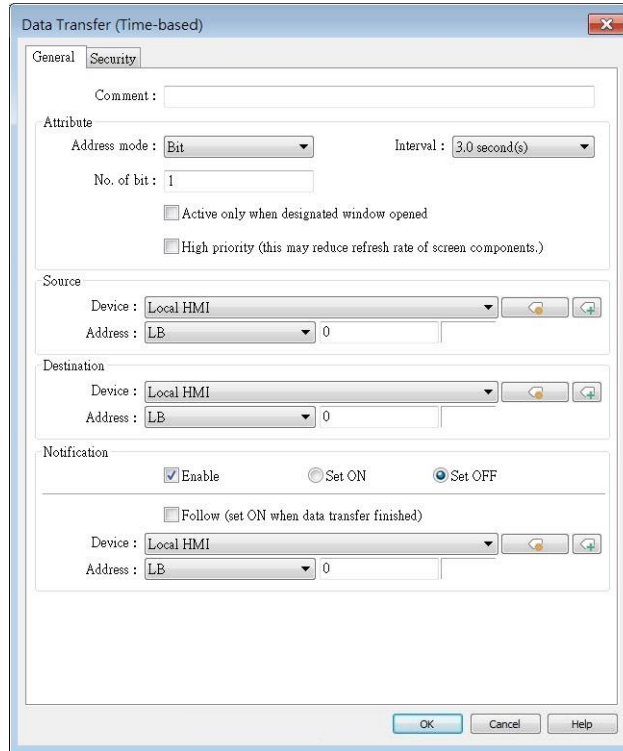 Data Transfer (Time-based)
General Security
Comment :
Attribute
Address mode : Bit Interval : 3.0 second(s)
No. of bit : 1
Active only when designated window opened
High priority (this may reduce refresh rate of screen components.)
Source
Device : Local HMI
Address : LB 0
Destination
Device : Local HMI
Address : LB 0
Notification
Enable Set ON Set OFF
Follow (set ON when data transfer finished)
Device : Local HMI
Address : LB 0
OK Cancel Help